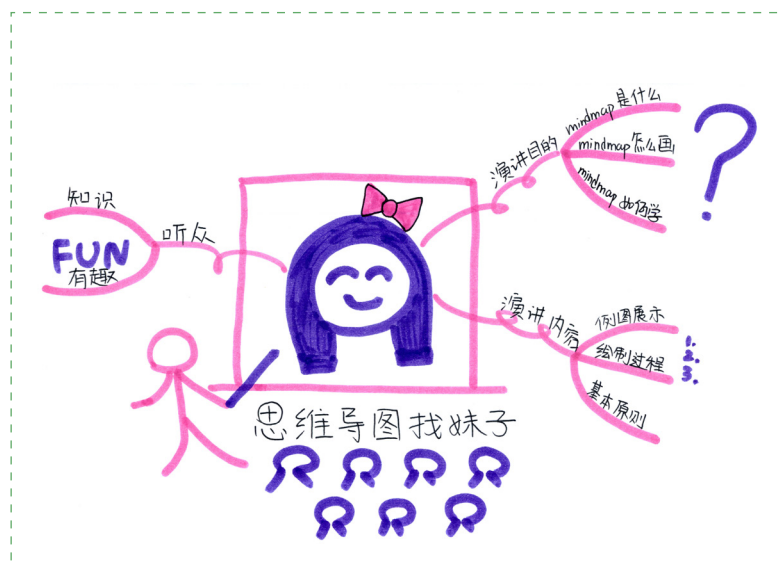 知识
FUN
有趣
听众
演讲目的
mindmap是什么
mindmap怎么画
mindmap如何学
?
演讲内容
例图展示
绘制过程
基本原则
1.
2.
3.
思维导图找妹子